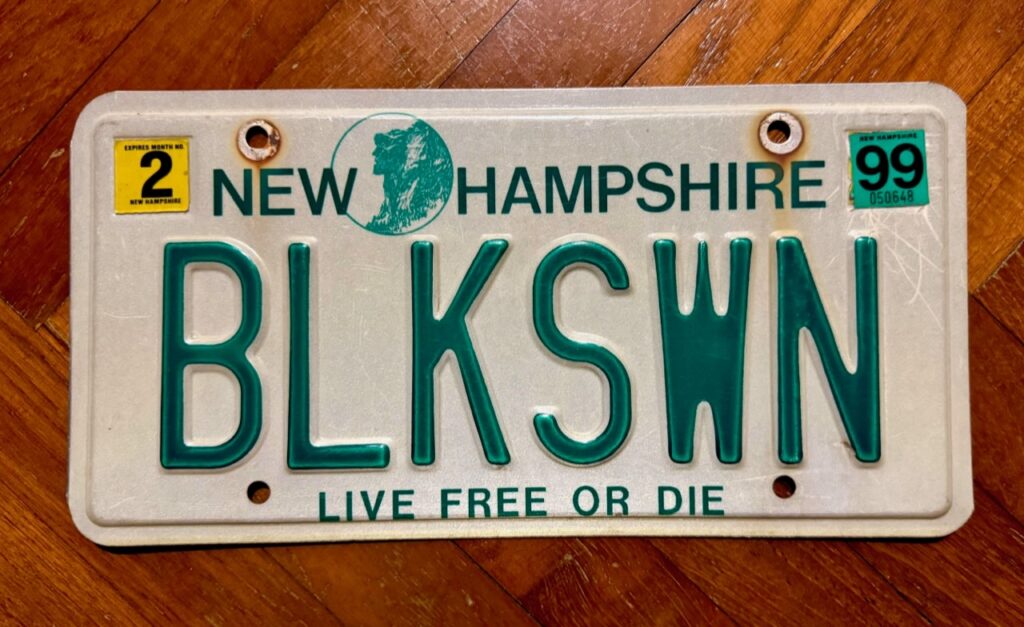 EXPIRES MONTH NO.
2
NEW HAMPSHIRE
NEW HAMPSHIRE
NEW HAMPSHIRE
99
050648
BLKSWN
LIVE FREE OR DIE